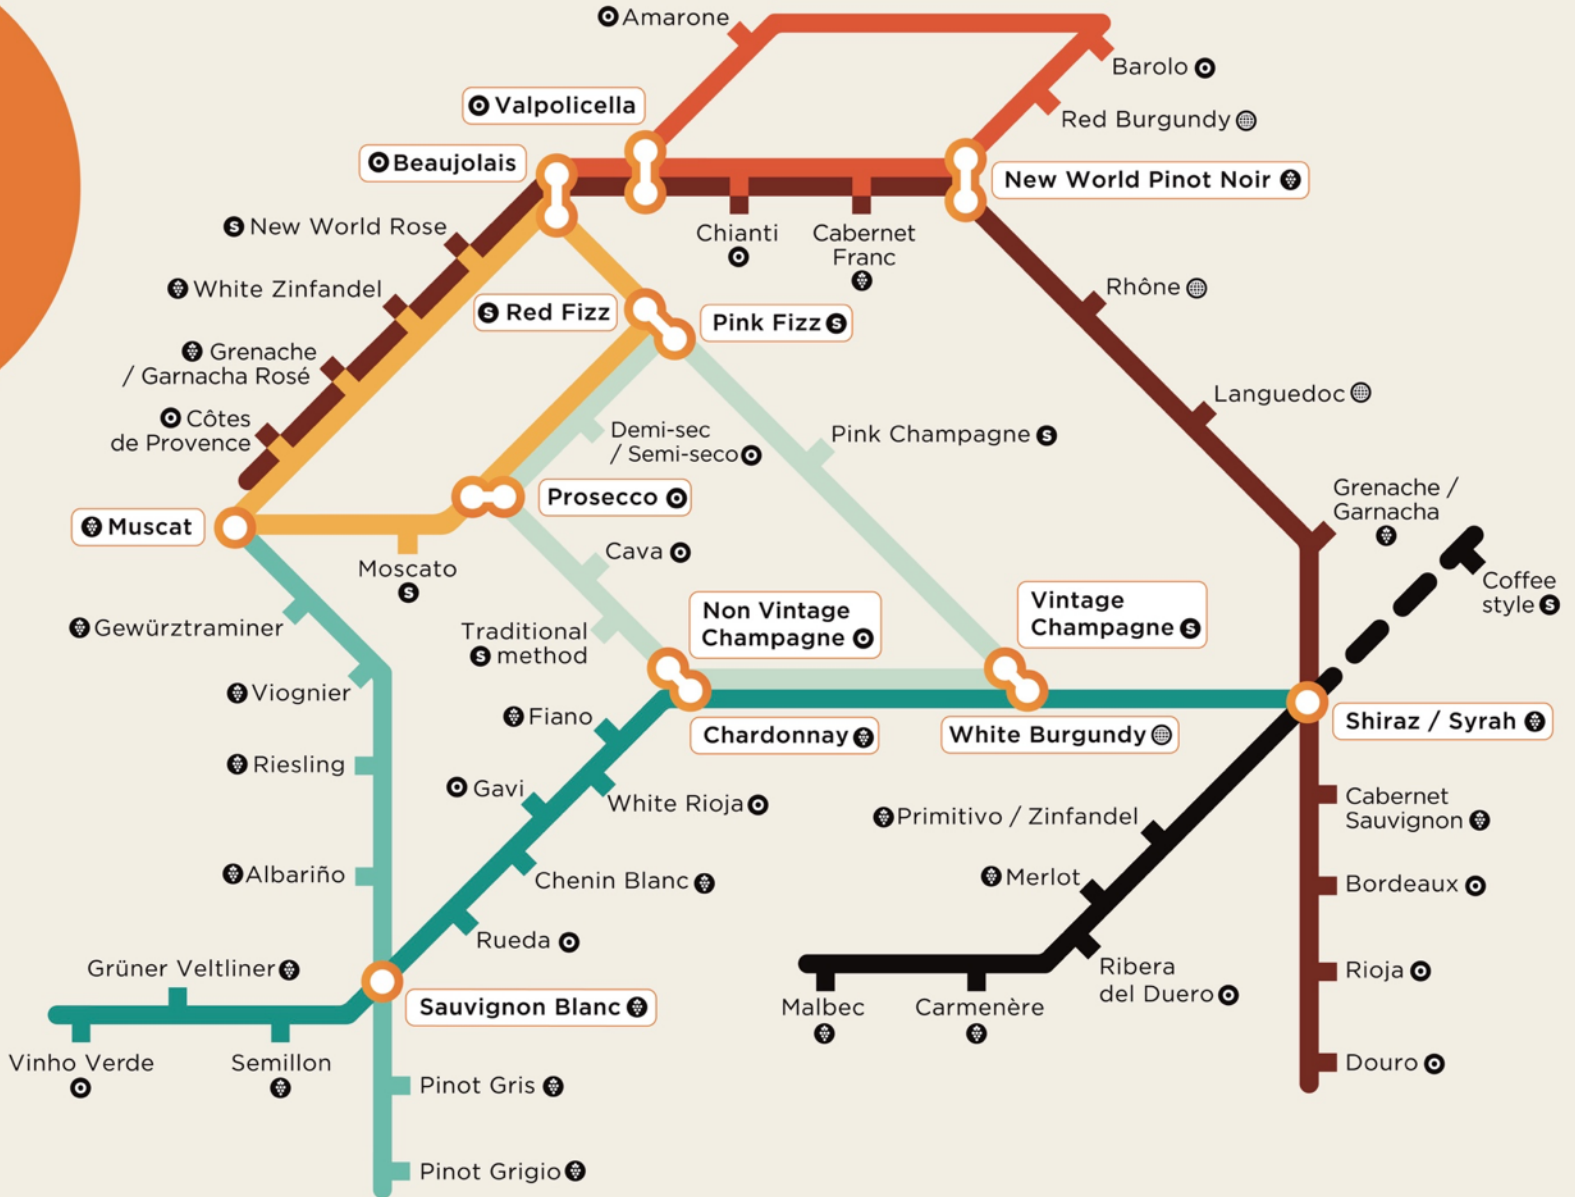 Amarone
Barolo
Valpolicella
Red Burgundy
Beaujolais
New World Pinot Noir
New World Rose
Chianti
Cabernet
Franc
White Zinfandel
Rhône
Red Fizz
Pink Fizz
Grenache
/ Garnacha Rosé
Languedoc
Côtes
de Provence
Demi-sec
/ Semi-seco
Pink Champagne
Prosecco
Grenache /
Garnacha
Muscat
Moscato
Cava
Coffee
style
Gewürztraminer
Traditional
method
Non Vintage
Champagne
Vintage
Champagne
Viognier
Fiano
Chardonnay
White Burgundy
Shiraz / Syrah
Riesling
Gavi
White Rioja
Primitivo / Zinfandel
Cabernet
Sauvignon
Albariño
Chenin Blanc
Merlot
Bordeaux
Rueda
Grüner Veltliner
Ribera
del Duero
Rioja
Sauvignon Blanc
Malbec
Carmenère
Vinho Verde
Semillon
Douro
Pinot Gris
Pinot Grigio